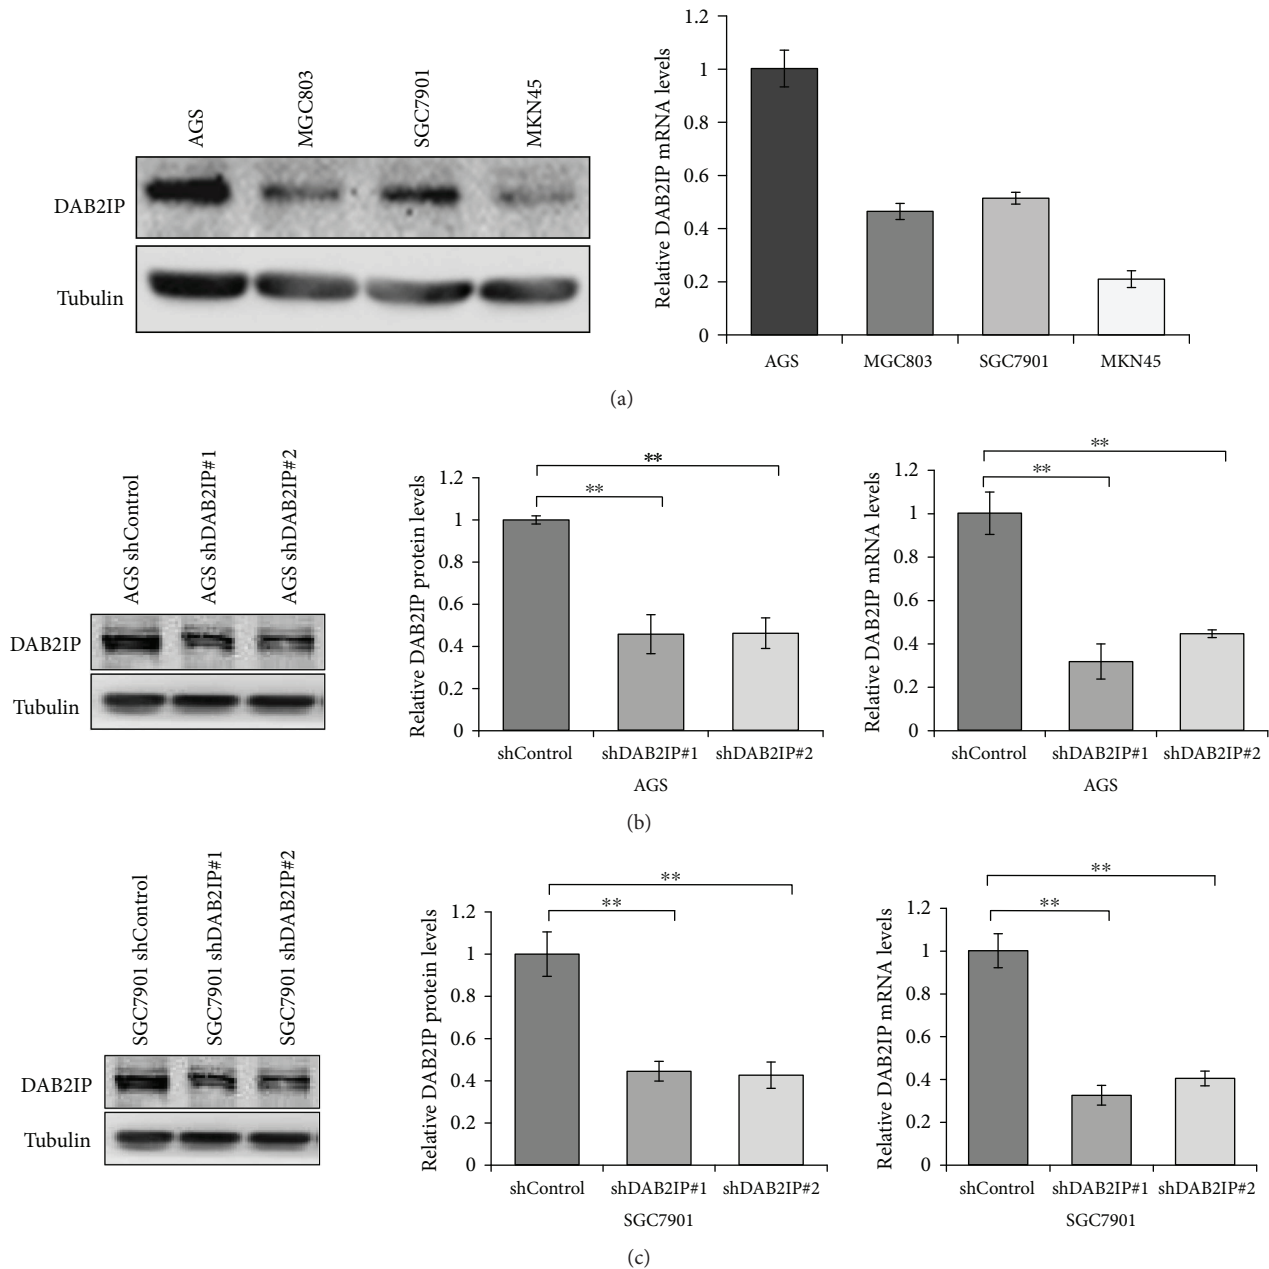 AGS
MGC803
SGC7901
MKN45
DAB2IP
Tubulin
Relative DAB2IP mRNA levels
1.2
1
0.8
0.6
0.4
0.2
0
AGS
MGC803
SGC7901
MKN45
(a)
AGS shControl
AGS shDAB2IP#1
AGS shDAB2IP#2
DAB2IP
Tubulin
Relative DAB2IP protein levels
1.2
1
0.8
0.6
0.4
0.2
0
**
**
shControl
shDAB2IP#1
shDAB2IP#2
AGS
Relative DAB2IP mRNA levels
1.2
1
0.8
0.6
0.4
0.2
0
**
**
shControl
shDAB2IP#1
shDAB2IP#2
AGS
(b)
SGC7901 shControl
SGC7901 shDAB2IP#1
SGC7901 shDAB2IP#2
DAB2IP
Tubulin
Relative DAB2IP protein levels
1.2
1
0.8
0.6
0.4
0.2
0
**
**
shControl
shDAB2IP#1
shDAB2IP#2
SGC7901
Relative DAB2IP mRNA levels
1.2
1
0.8
0.6
0.4
0.2
0
**
**
shControl
shDAB2IP#1
shDAB2IP#2
SGC7901
(c)